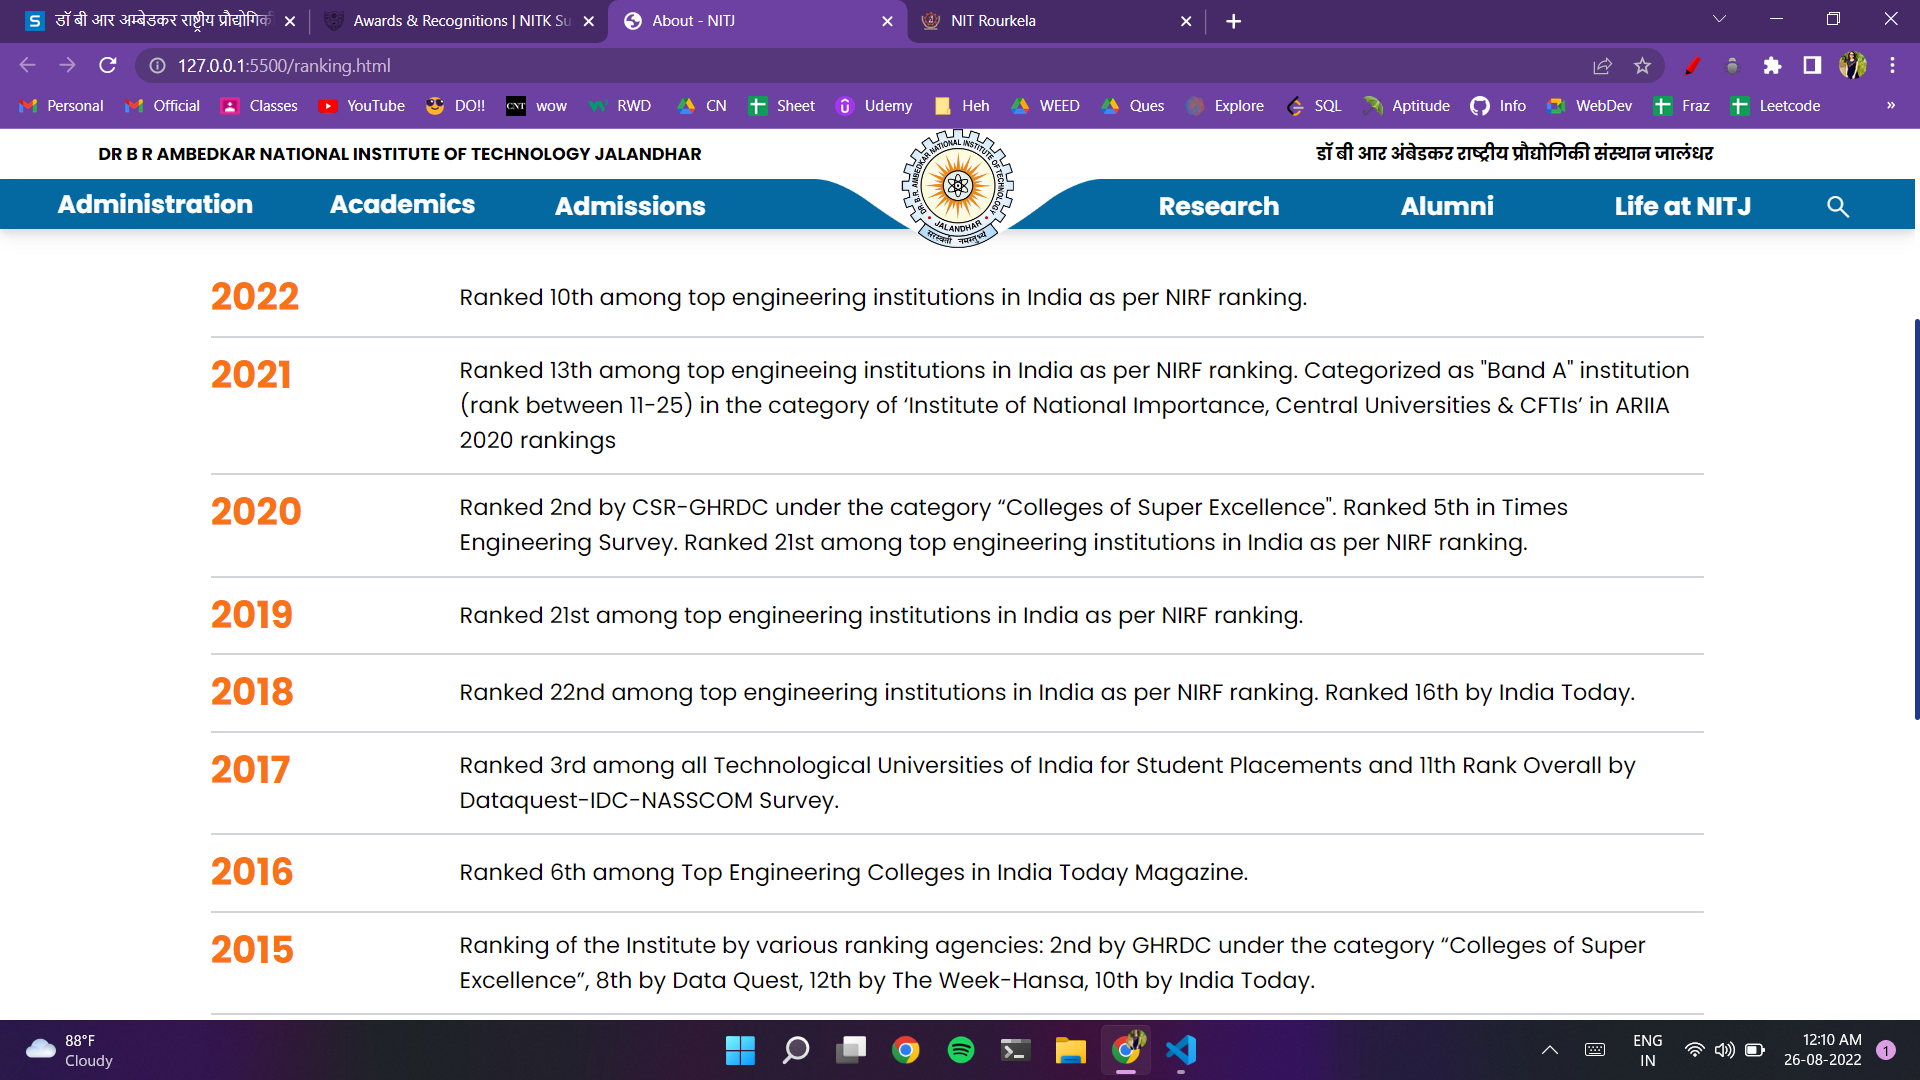 डॉ बी आर अम्बेडकर राष्ट्रीय प्रौद्योगिकी
Awards & Recognitions | NITK Su
About - NITJ
NIT Rourkela
127.0.0.1:5500/ranking.html
Personal Official Classes YouTube DO!! wow RWD CN Sheet Udemy Heh WEED Ques Explore SQL Aptitude Info WebDev Fraz Leetcode »
DR B R AMBEDKAR NATIONAL INSTITUTE OF TECHNOLOGY JALANDHAR
डॉ बी आर अंबेडकर राष्ट्रीय प्रौद्योगिकी संस्थान जालंधर
DR. B.R. AMBEDKAR NATIONAL INSTITUTE OF TECHNOLOGY
JALANDHAR
सरस्वती नमस्तुभ्यं
Administration Academics Admissions Research Alumni Life at NITJ
2022 Ranked 10th among top engineering institutions in India as per NIRF ranking.
2021 Ranked 13th among top engineeing institutions in India as per NIRF ranking. Categorized as "Band A" institution
(rank between 11-25) in the category of ‘Institute of National Importance, Central Universities & CFTIs’ in ARIIA
2020 rankings
2020 Ranked 2nd by CSR-GHRDC under the category “Colleges of Super Excellence". Ranked 5th in Times
Engineering Survey. Ranked 21st among top engineering institutions in India as per NIRF ranking.
2019 Ranked 21st among top engineering institutions in India as per NIRF ranking.
2018 Ranked 22nd among top engineering institutions in India as per NIRF ranking. Ranked 16th by India Today.
2017 Ranked 3rd among all Technological Universities of India for Student Placements and 11th Rank Overall by
Dataquest-IDC-NASSCOM Survey.
2016 Ranked 6th among Top Engineering Colleges in India Today Magazine.
2015 Ranking of the Institute by various ranking agencies: 2nd by GHRDC under the category “Colleges of Super
Excellence”, 8th by Data Quest, 12th by The Week-Hansa, 10th by India Today.
88°F
Cloudy
ENG
IN
12:10 AM
26-08-2022
1